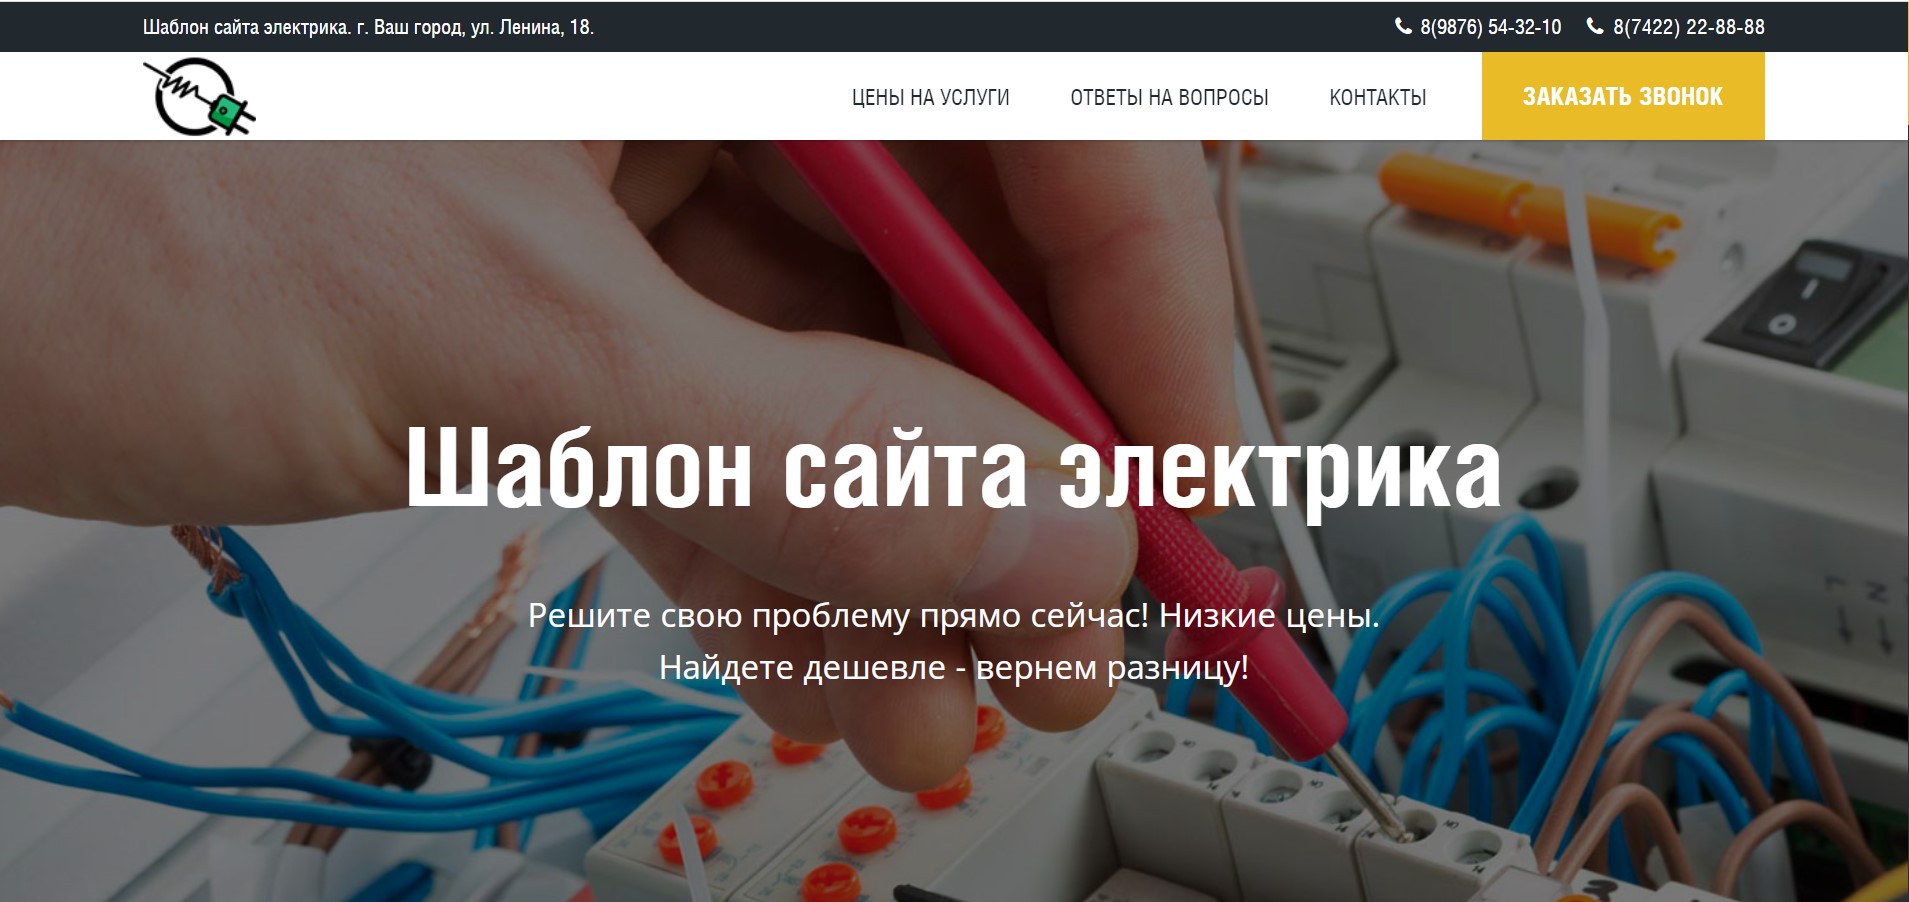 Шаблон сайта электрика. г. Ваш город, ул. Ленина, 18.
8(9876) 54-32-10 8(7422) 22-88-88
ЦЕНЫ НА УСЛУГИ ОТВЕТЫ НА ВОПРОСЫ КОНТАКТЫ ЗАКАЗАТЬ ЗВОНОК
Шаблон сайта электрика
Решите свою проблему прямо сейчас! Низкие цены.
Найдете дешевле - вернем разницу!
L N